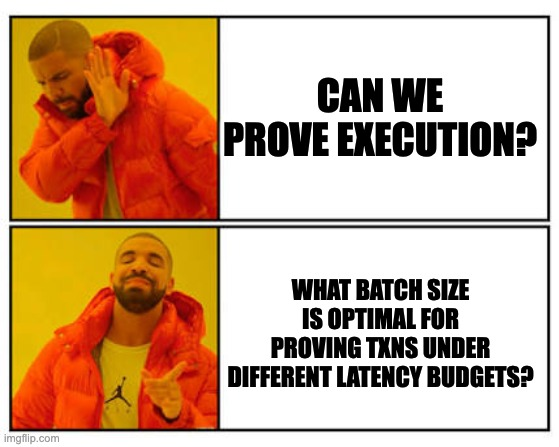 CAN WE
PROVE EXECUTION?
WHAT BATCH SIZE
IS OPTIMAL FOR
PROVING TXNS UNDER
DIFFERENT LATENCY BUDGETS?
imgflip.com